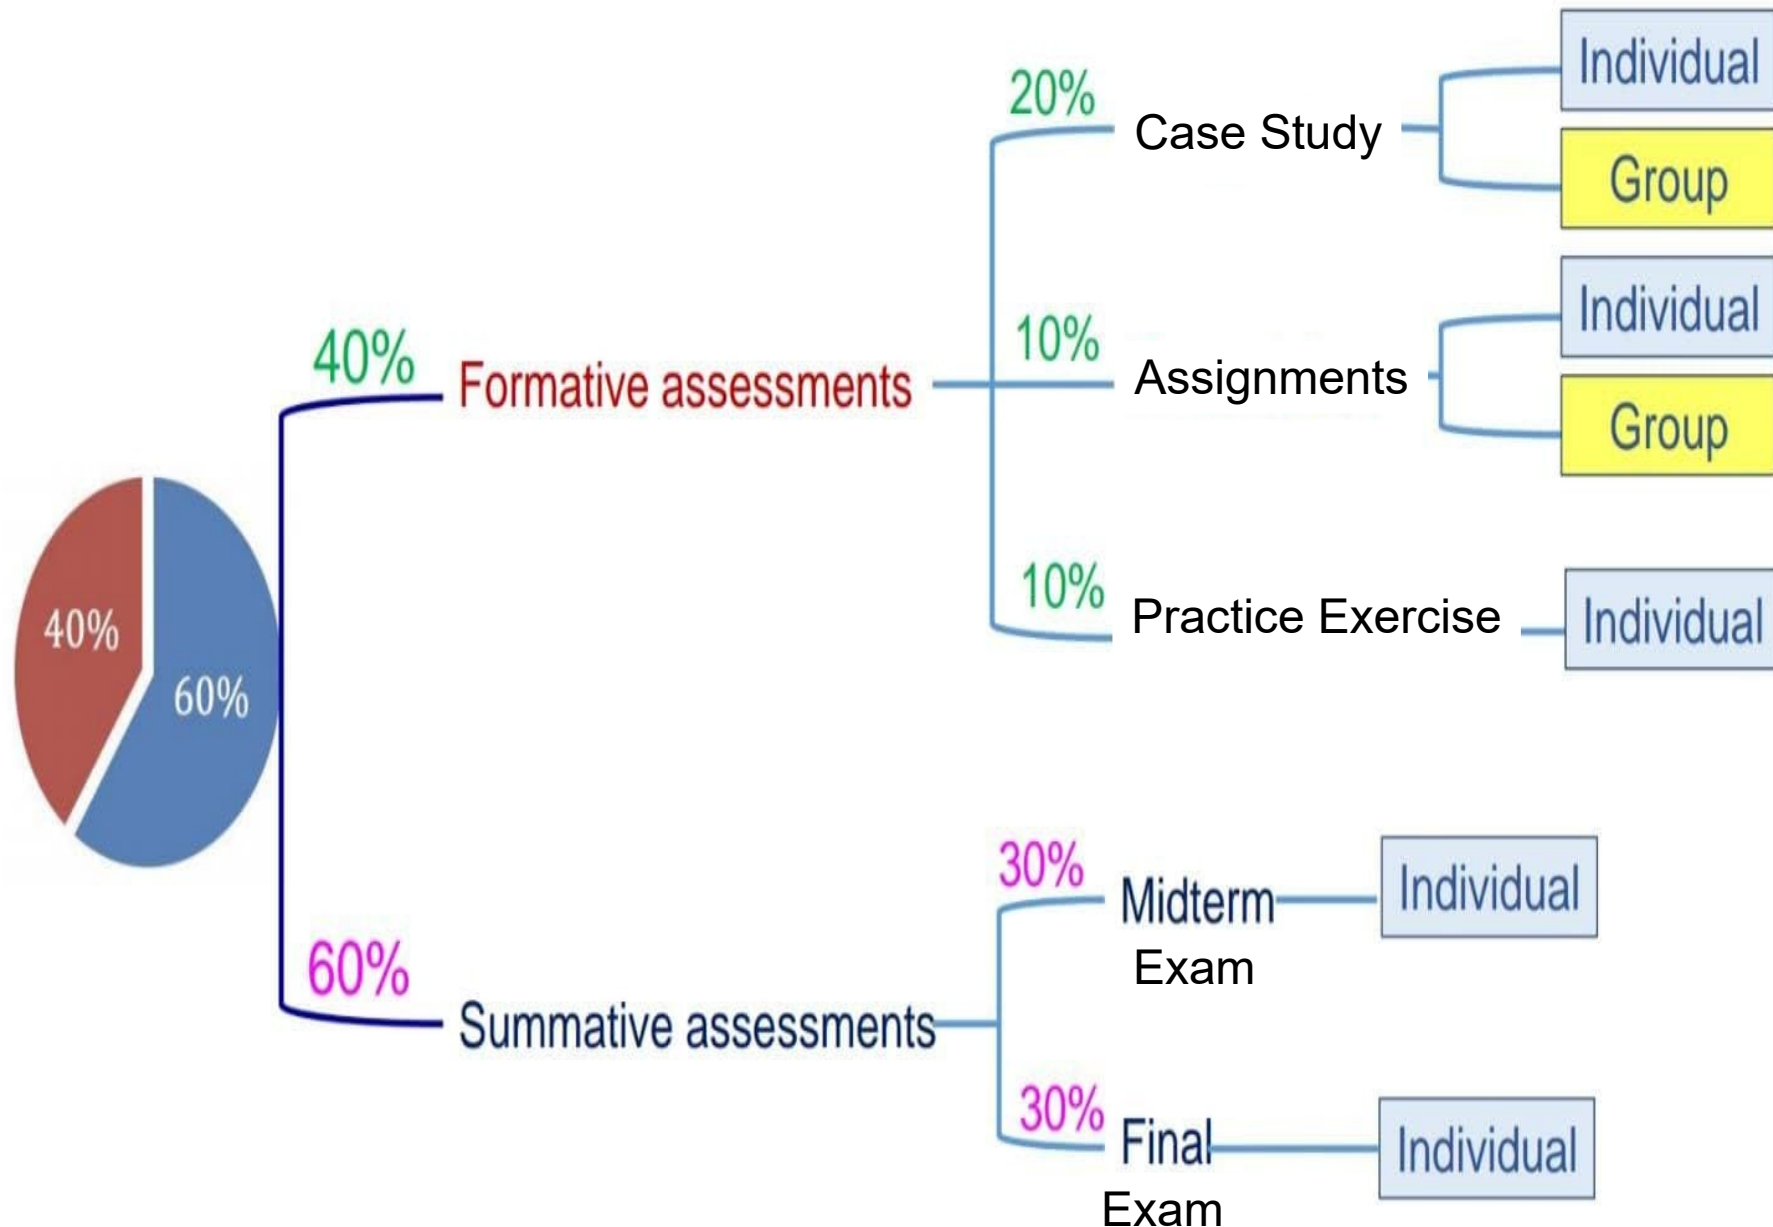 20%
Case Study
Individual
Group
40%
Formative assessments
10%
Assignments
Individual
Group
10%
Practice Exercise
Individual
40%
60%
60%
Summative assessments
30%
Midterm
Exam
Individual
30%
Final
Exam
Individual